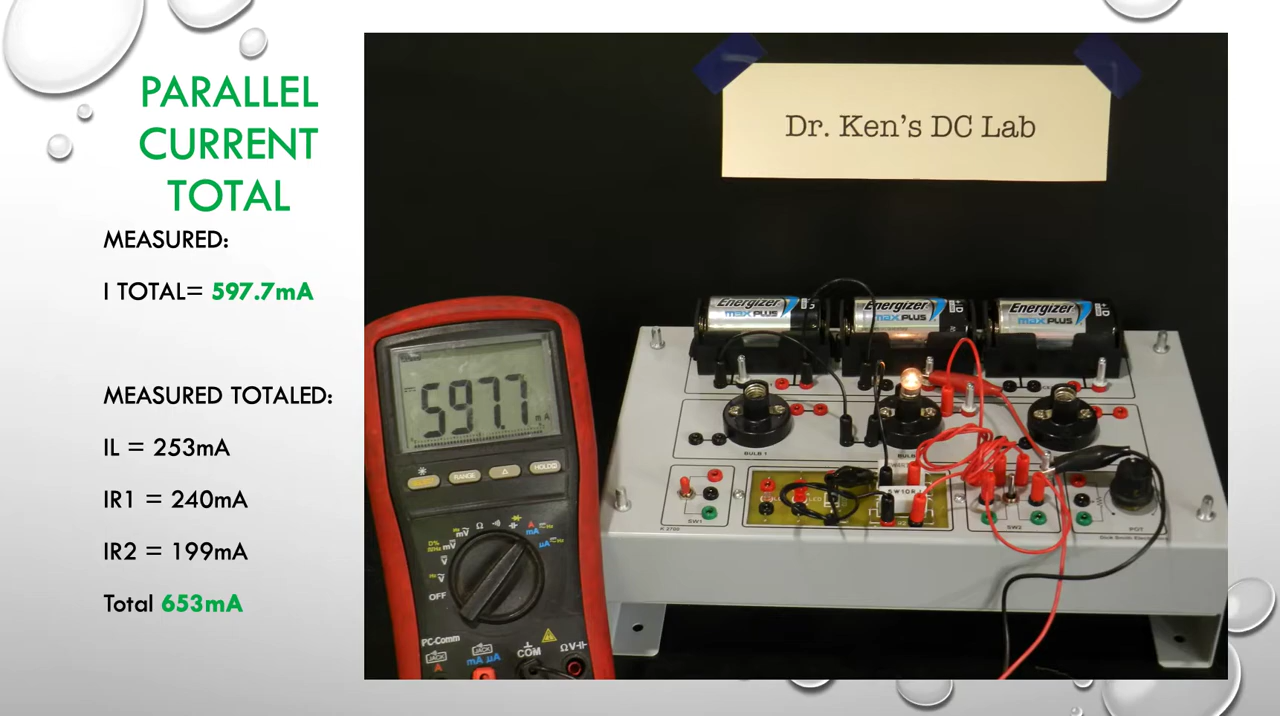 PARALLEL
CURRENT
TOTAL
MEASURED:
I TOTAL= 597.7mA
MEASURED TOTALED:
IL = 253mA
IR1 = 240mA
IR2 = 199mA
Total 653mA
Dr. Ken's DC Lab
Energizer
MAX PLUS
Energizer
MAX PLUS
Energizer
MAX PLUS
597.7
mA
RANGE
HOLD
OFF
PC-Comm
COM
mA µA
A
BULB 1
SW1
SW2
POT